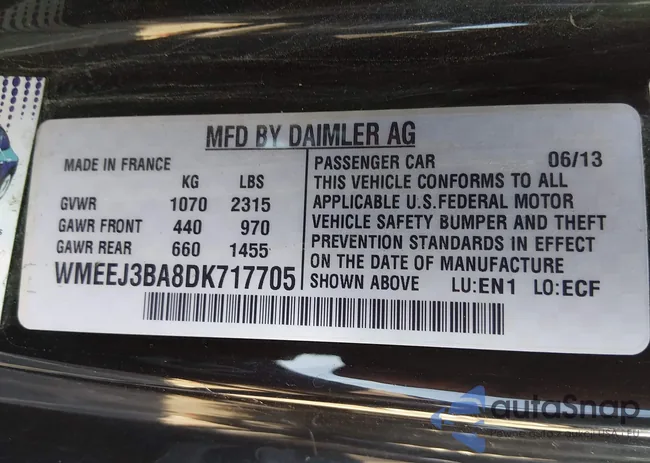 MFD BY DAIMLER AG
MADE IN FRANCE
KG LBS
GVWR 1070 2315
GAWR FRONT 440 970
GAWR REAR 660 1455
WMEEJ3BA8DK717705
PASSENGER CAR 06/13
THIS VEHICLE CONFORMS TO ALL
APPLICABLE U.S.FEDERAL MOTOR
VEHICLE SAFETY BUMPER AND THEFT
PREVENTION STANDARDS IN EFFECT
ON THE DATE OF MANUFACTURE
SHOWN ABOVE LU:EN1 LO:ECF
autoSnap